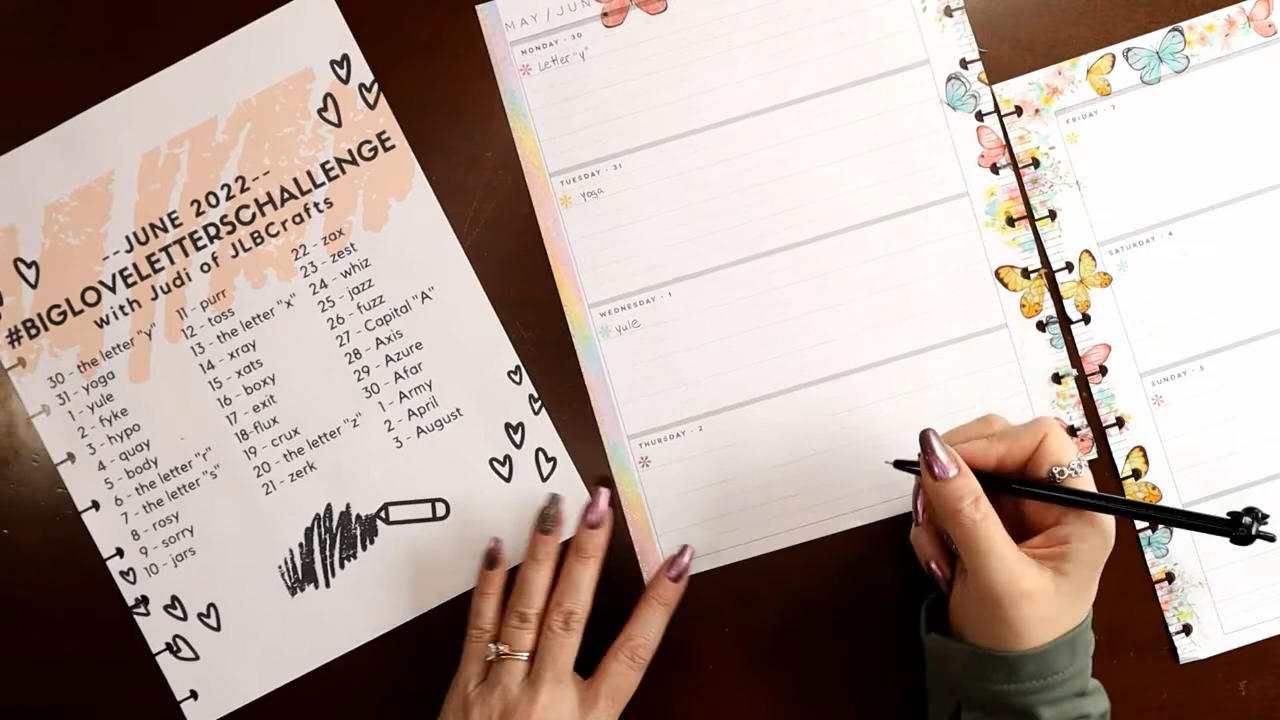 --JUNE 2022--
#BIGLOVELETTERSCHALLENGE
with Judi of JLBCrafts
30 - the letter "y"
31 - yoga
1 - yule
2 - fyke
3 - hypo
4 - quay
5 - body
6 - the letter "r"
7 - the letter "s"
8 - rosy
9 - sorry
10 - jars
11 - purr
12 - toss
13 - the letter "x"
14 - xray
15 - xats
16 - boxy
17 - exit
18-flux
19 - crux
20 - the letter "z"
21 - zerk
22 - zax
23 - zest
24 - whiz
25 - jazz
26 - fuzz
27 - Capital "A"
28 - Axis
29 - Azure
30 - Afar
1 - Army
2 - April
3 - August
MAY/JUN
MONDAY · 30
Letter "y"
TUESDAY · 31
yoga
WEDNESDAY · 1
yule
THURSDAY · 2
FRIDAY · 3
SATURDAY · 4
SUNDAY · 5